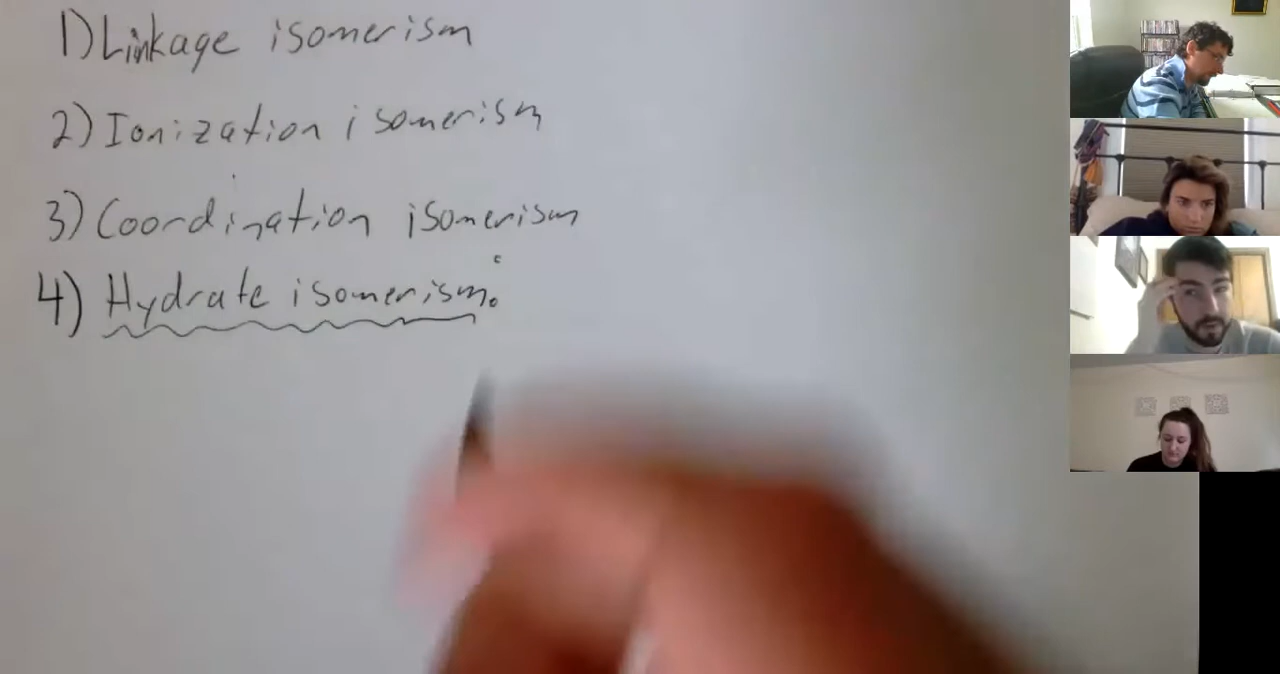 1) Linkage isomerism
2) Ionization isomerism
3) Coordination isomerism
4) Hydrate isomerism: